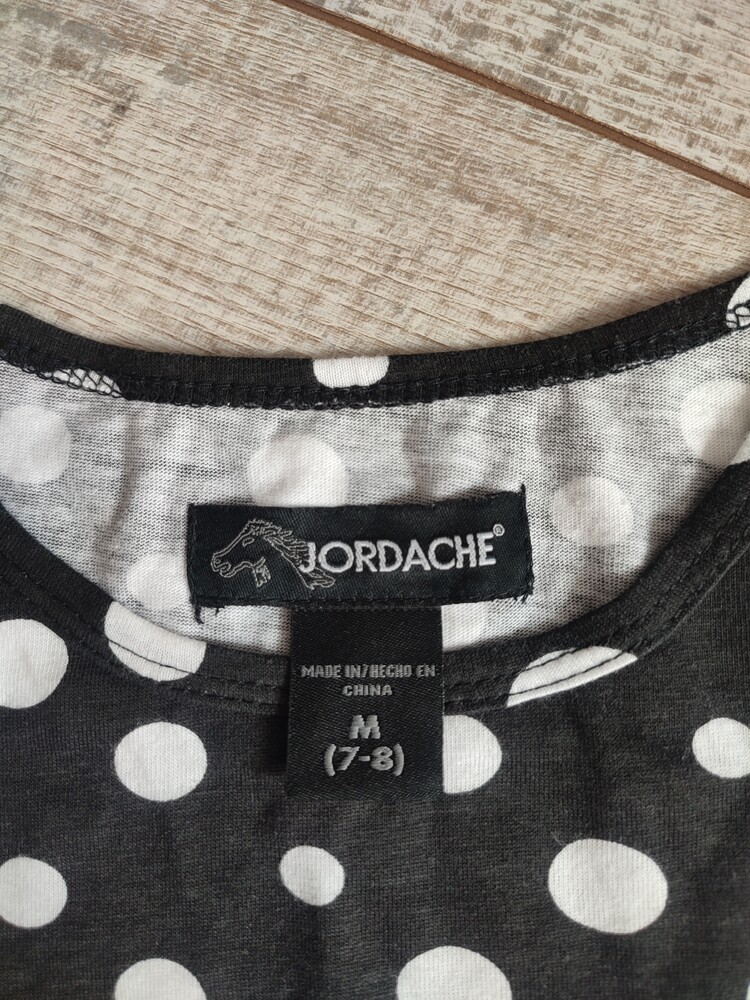 JORDACHE®
MADE IN/HECHO EN
CHINA
M
(7-8)